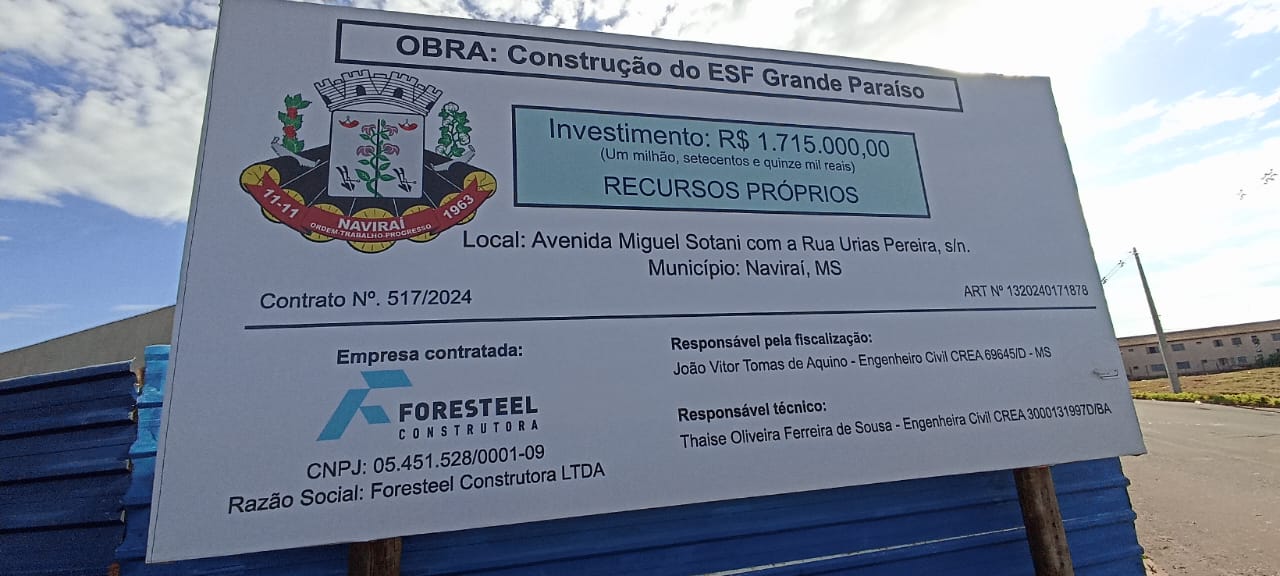 OBRA: Construção do ESF Grande Paraíso
Investimento: R$ 1.715.000,00
(Um milhão, setecentos e quinze mil reais)
RECURSOS PRÓPRIOS
11-11
NAVIRAÍ
1963
ORDEM-TRABALHO-PROGRESSO
Local: Avenida Miguel Sotani com a Rua Urias Pereira, s/n.
Município: Naviraí, MS
Contrato Nº. 517/2024
ART Nº 1320240171878
Empresa contratada:
FORESTEEL
CONSTRUTORA
CNPJ: 05.451.528/0001-09
Razão Social: Foresteel Construtora LTDA
Responsável pela fiscalização:
João Vitor Tomas de Aquino - Engenheiro Civil CREA 69645/D - MS
Responsável técnico:
Thaise Oliveira Ferreira de Sousa - Engenheira Civil CREA 3000131997D/BA